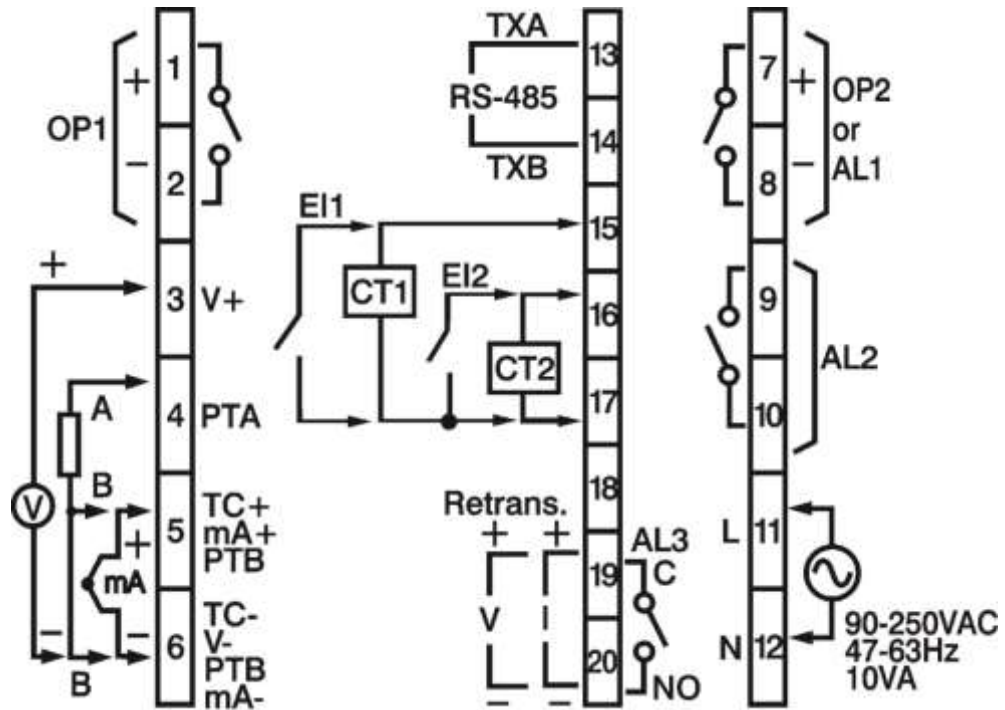 OP1
+
−
1
2
+
3
V+
A
4
PTA
B
V
5
TC+
mA+
PTB
+
mA
−
−
6
TC-
V-
PTB
mA-
B
TXA
RS-485
TXB
13
14
EI1
15
CT1
EI2
16
CT2
17
18
Retrans.
+ +
V I
− −
AL3
C
19
20
NO
7
8
+
−
OP2
or
AL1
9
10
AL2
L
11
N
12
90-250VAC
47-63Hz
10VA